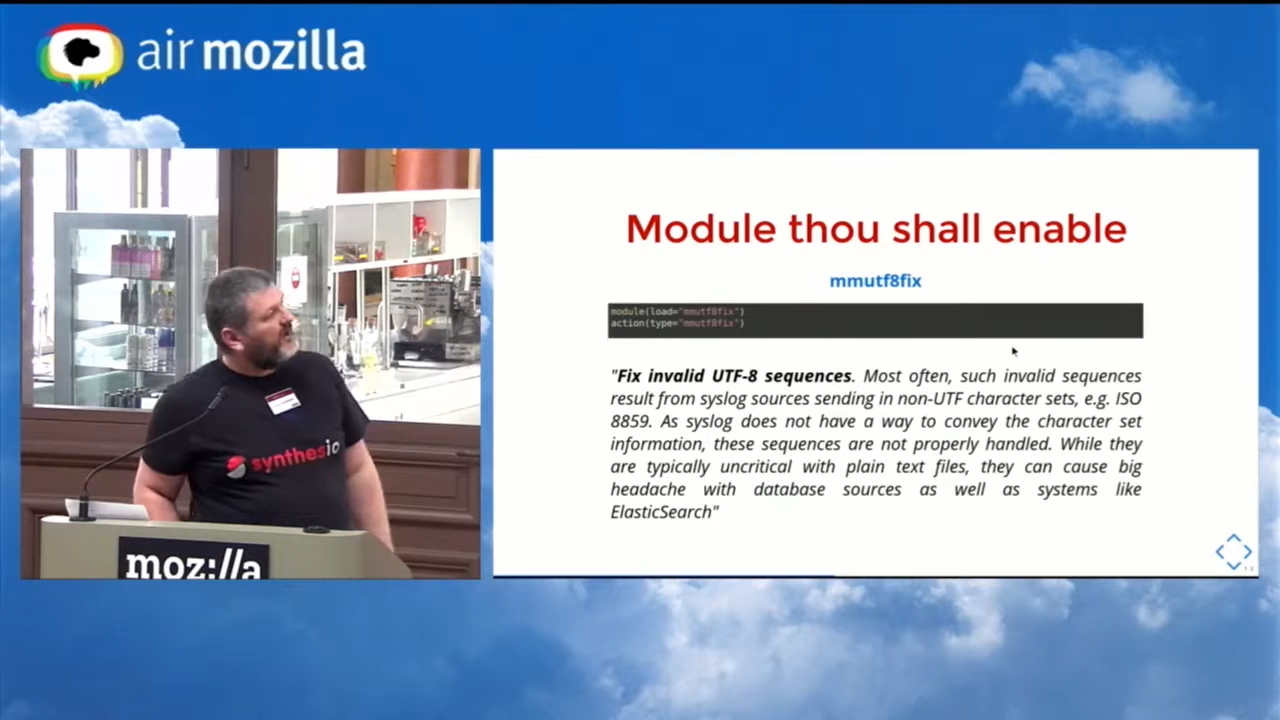 air mozilla
synthesio
moz://a
Module thou shall enable
mmutf8fix
module(load="mmutf8fix")
action(type="mmutf8fix")
"Fix invalid UTF-8 sequences. Most often, such invalid sequences
result from syslog sources sending in non-UTF character sets, e.g. ISO
8859. As syslog does not have a way to convey the character set
information, these sequences are not properly handled. While they
are typically uncritical with plain text files, they can cause big
headache with database sources as well as systems like
ElasticSearch"